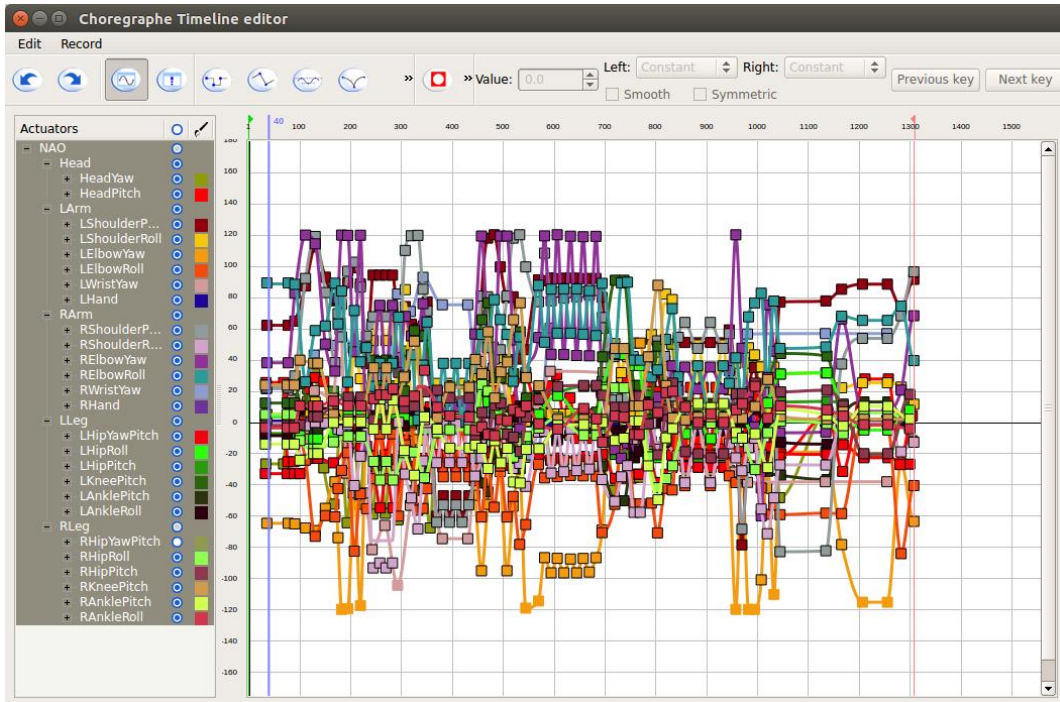 Choregraphe Timeline editor
Edit Record
» » Value: 0.0 Left: Constant Right: Constant Previous key Next key
Smooth Symmetric
Actuators
40
1 100 200 300 400 500 600 700 800 900 1000 1100 1200 1300 1400 1500
NAO
Head
HeadYaw
HeadPitch
LArm
LShoulderP...
LShoulderRoll
LElbowYaw
LElbowRoll
LWristYaw
LHand
RArm
RShoulderP...
RShoulderR...
RElbowYaw
RElbowRoll
RWristYaw
RHand
LLeg
LHipYawPitch
LHipRoll
LHipPitch
LKneePitch
LAnklePitch
LAnkleRoll
RLeg
RHipYawPitch
RHipRoll
RHipPitch
RKneePitch
RAnklePitch
RAnkleRoll
180
160
140
120
100
80
60
40
20
0
-20
-40
-60
-80
-100
-120
-140
-160